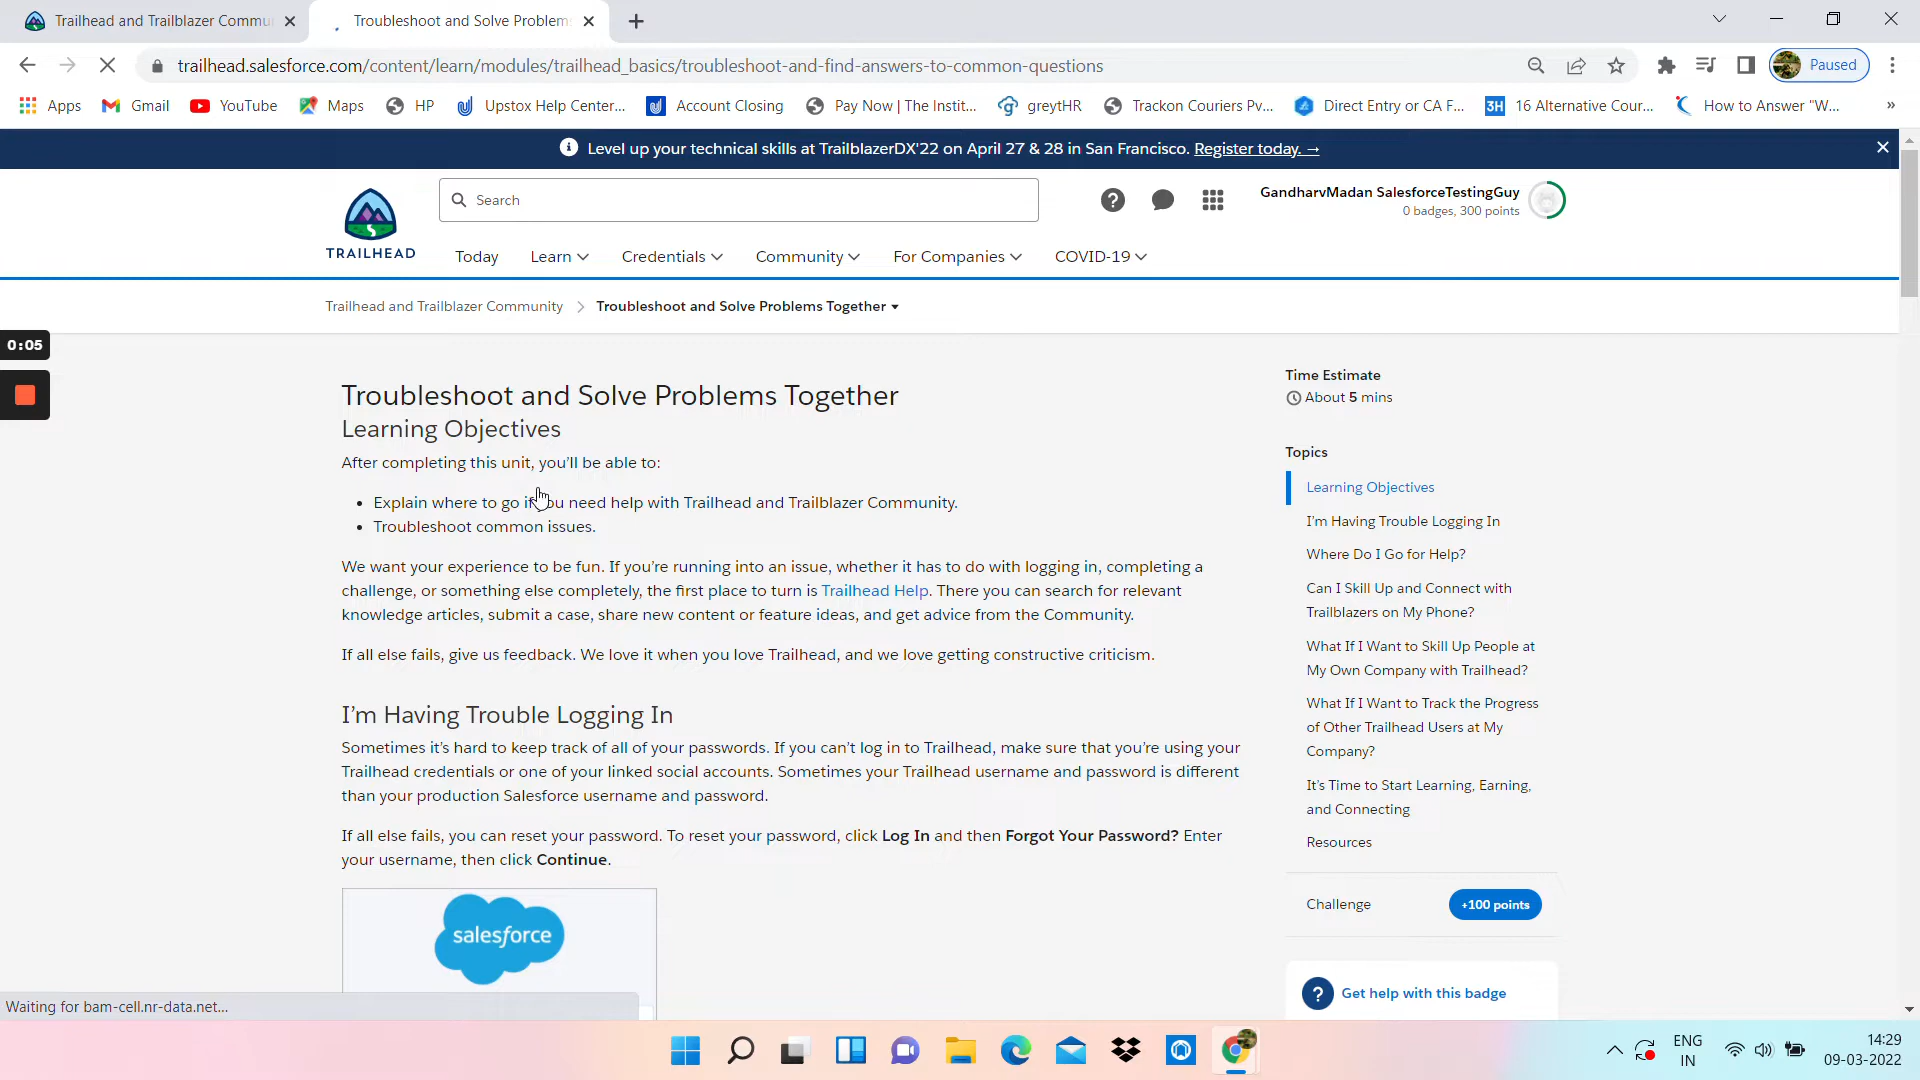 Trailhead and Trailblazer Commu
Troubleshoot and Solve Problem
trailhead.salesforce.com/content/learn/modules/trailhead_basics/troubleshoot-and-find-answers-to-common-questions
Paused
Apps
Gmail
YouTube
Maps
HP
Upstox Help Center...
Account Closing
Pay Now | The Instit...
greytHR
Trackon Couriers Pv...
Direct Entry or CA F...
3H
16 Alternative Cour...
How to Answer "W...
»
Level up your technical skills at TrailblazerDX'22 on April 27 & 28 in San Francisco. Register today. →
TRAILHEAD
Search
GandharvMadan SalesforceTestingGuy
0 badges, 300 points
Today
Learn
Credentials
Community
For Companies
COVID-19
Trailhead and Trailblazer Community
Troubleshoot and Solve Problems Together
0:05
Troubleshoot and Solve Problems Together
Learning Objectives
After completing this unit, you'll be able to:
• Explain where to go if you need help with Trailhead and Trailblazer Community.
• Troubleshoot common issues.
We want your experience to be fun. If you're running into an issue, whether it has to do with logging in, completing a
challenge, or something else completely, the first place to turn is Trailhead Help. There you can search for relevant
knowledge articles, submit a case, share new content or feature ideas, and get advice from the Community.
If all else fails, give us feedback. We love it when you love Trailhead, and we love getting constructive criticism.
I'm Having Trouble Logging In
Sometimes it's hard to keep track of all of your passwords. If you can't log in to Trailhead, make sure that you're using your
Trailhead credentials or one of your linked social accounts. Sometimes your Trailhead username and password is different
than your production Salesforce username and password.
If all else fails, you can reset your password. To reset your password, click Log In and then Forgot Your Password? Enter
your username, then click Continue.
salesforce
Time Estimate
About 5 mins
Topics
Learning Objectives
I'm Having Trouble Logging In
Where Do I Go for Help?
Can I Skill Up and Connect with
Trailblazers on My Phone?
What If I Want to Skill Up People at
My Own Company with Trailhead?
What If I Want to Track the Progress
of Other Trailhead Users at My
Company?
It's Time to Start Learning, Earning,
and Connecting
Resources
Challenge
+100 points
Get help with this badge
Waiting for bam-cell.nr-data.net...
ENG
IN
14:29
09-03-2022